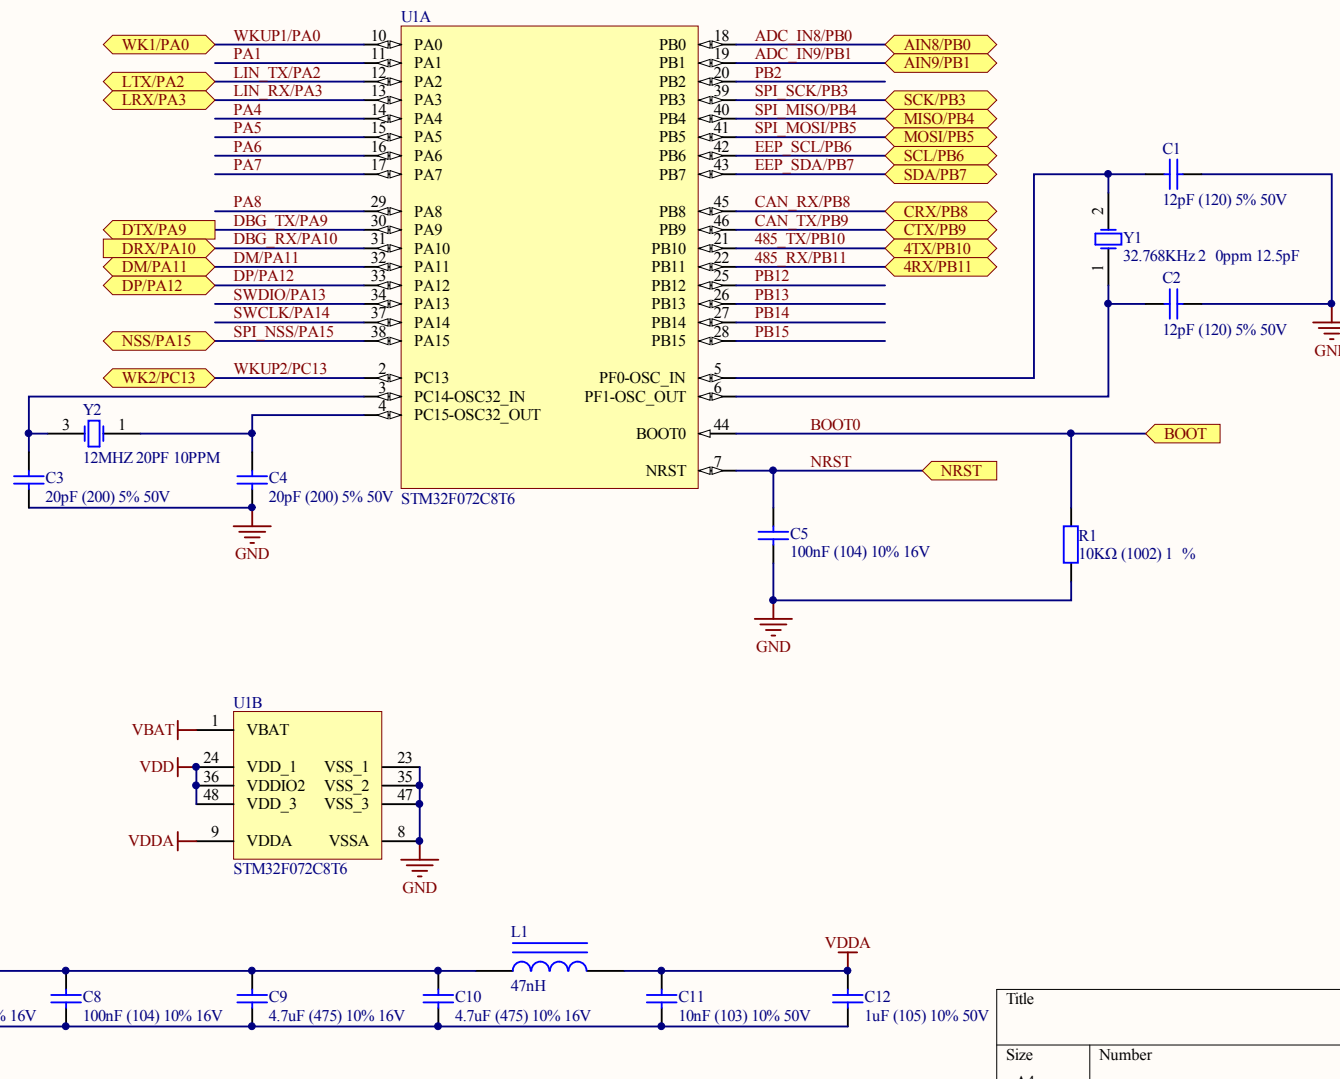 U1A
WK1/PA0 WKUP1/PA0 10 PA0 PB0 18 ADC_IN8/PB0 AIN8/PB0
PA1 11 PA1 PB1 19 ADC_IN9/PB1 AIN9/PB1
LTX/PA2 LIN_TX/PA2 12 PA2 PB2 20 PB2
LRX/PA3 LIN_RX/PA3 13 PA3 PB3 39 SPI_SCK/PB3 SCK/PB3
PA4 14 PA4 PB4 40 SPI_MISO/PB4 MISO/PB4
PA5 15 PA5 PB5 41 SPI_MOSI/PB5 MOSI/PB5
PA6 16 PA6 PB6 42 EEP_SCL/PB6 SCL/PB6
PA7 17 PA7 PB7 43 EEP_SDA/PB7 SDA/PB7
PA8 29 PA8 PB8 45 CAN_RX/PB8 CRX/PB8
DTX/PA9 DBG_TX/PA9 30 PA9 PB9 46 CAN_TX/PB9 CTX/PB9
DRX/PA10 DBG_RX/PA10 31 PA10 PB10 21 485_TX/PB10 4TX/PB10
DM/PA11 DM/PA11 32 PA11 PB11 22 485_RX/PB11 4RX/PB11
DP/PA12 DP/PA12 33 PA12 PB12 25 PB12
SWDIO/PA13 34 PA13 PB13 26 PB13
SWCLK/PA14 37 PA14 PB14 27 PB14
NSS/PA15 SPI_NSS/PA15 38 PA15 PB15 28 PB15
WK2/PC13 WKUP2/PC13 2 PC13 PF0-OSC_IN 5
3 PC14-OSC32_IN PF1-OSC_OUT 6
4 PC15-OSC32_OUT
BOOT0 44 BOOT0 BOOT
NRST 7 NRST NRST
STM32F072C8T6
C1
12pF (120) 5% 50V
2
Y1
32.768KHz 2 0ppm 12.5pF
1
C2
12pF (120) 5% 50V
GND
Y2
3 1
12MHZ 20PF 10PPM
C3
20pF (200) 5% 50V
C4
20pF (200) 5% 50V
GND
C5
100nF (104) 10% 16V
R1
10KΩ (1002) 1 %
GND
U1B
VBAT 1 VBAT
VDD 24 VDD_1 VSS_1 23
36 VDDIO2 VSS_2 35
48 VDD_3 VSS_3 47
VDDA 9 VDDA VSSA 8
STM32F072C8T6
GND
L1
47nH
VDDA
% 16V
C8
100nF (104) 10% 16V
C9
4.7uF (475) 10% 16V
C10
4.7uF (475) 10% 16V
C11
10nF (103) 10% 50V
C12
1uF (105) 10% 50V
Title
Size Number